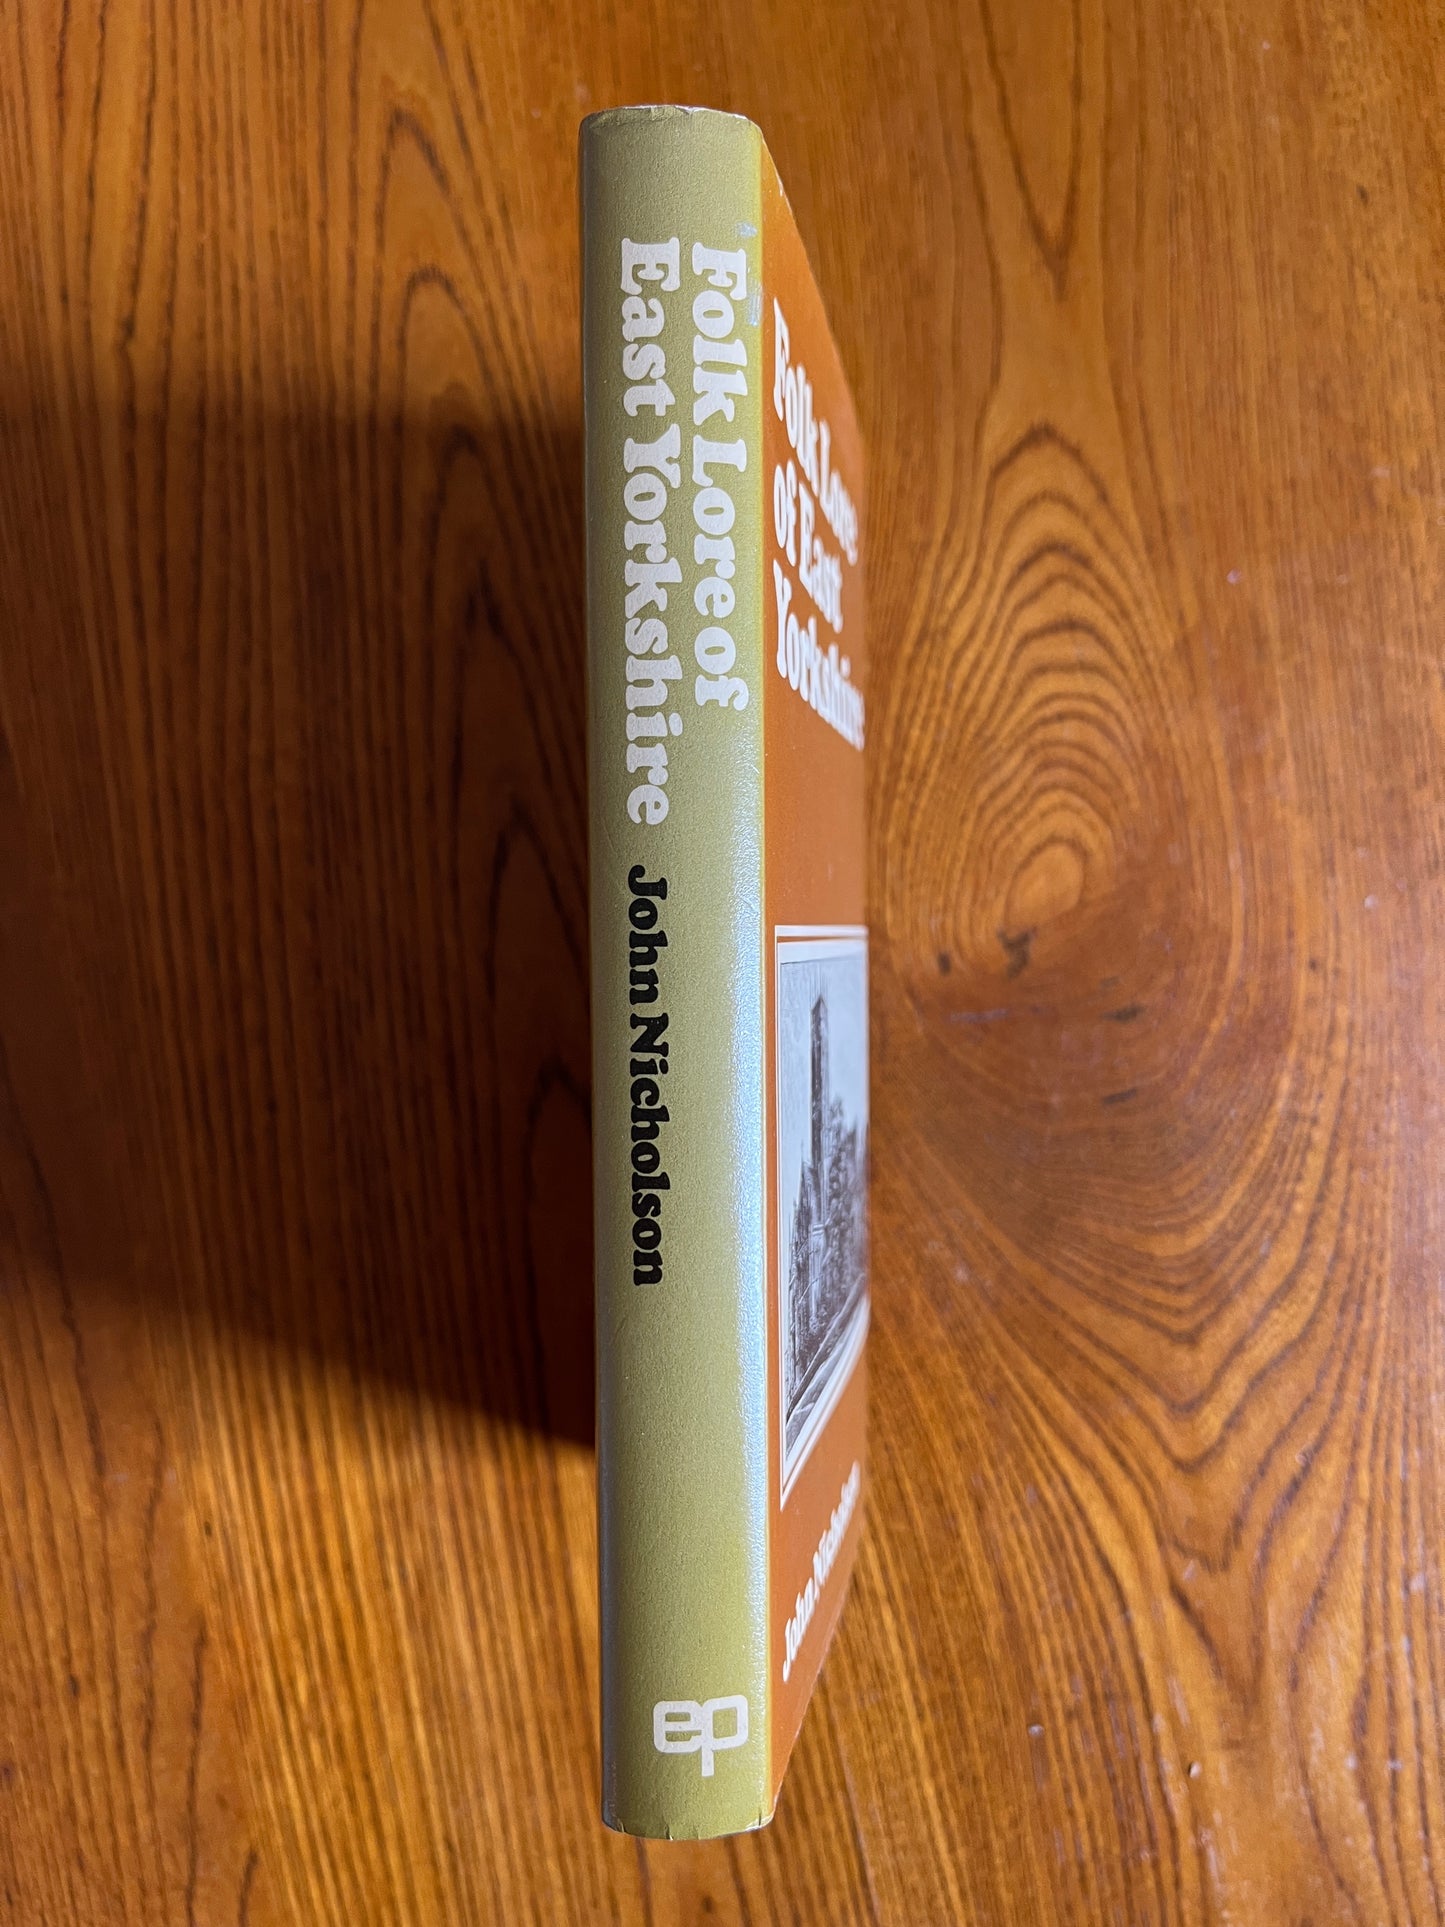 Folk Lore of
East Yorkshire
John Nicholson
ep
Folk Lore
Of East
Yorkshire
John Nicholson